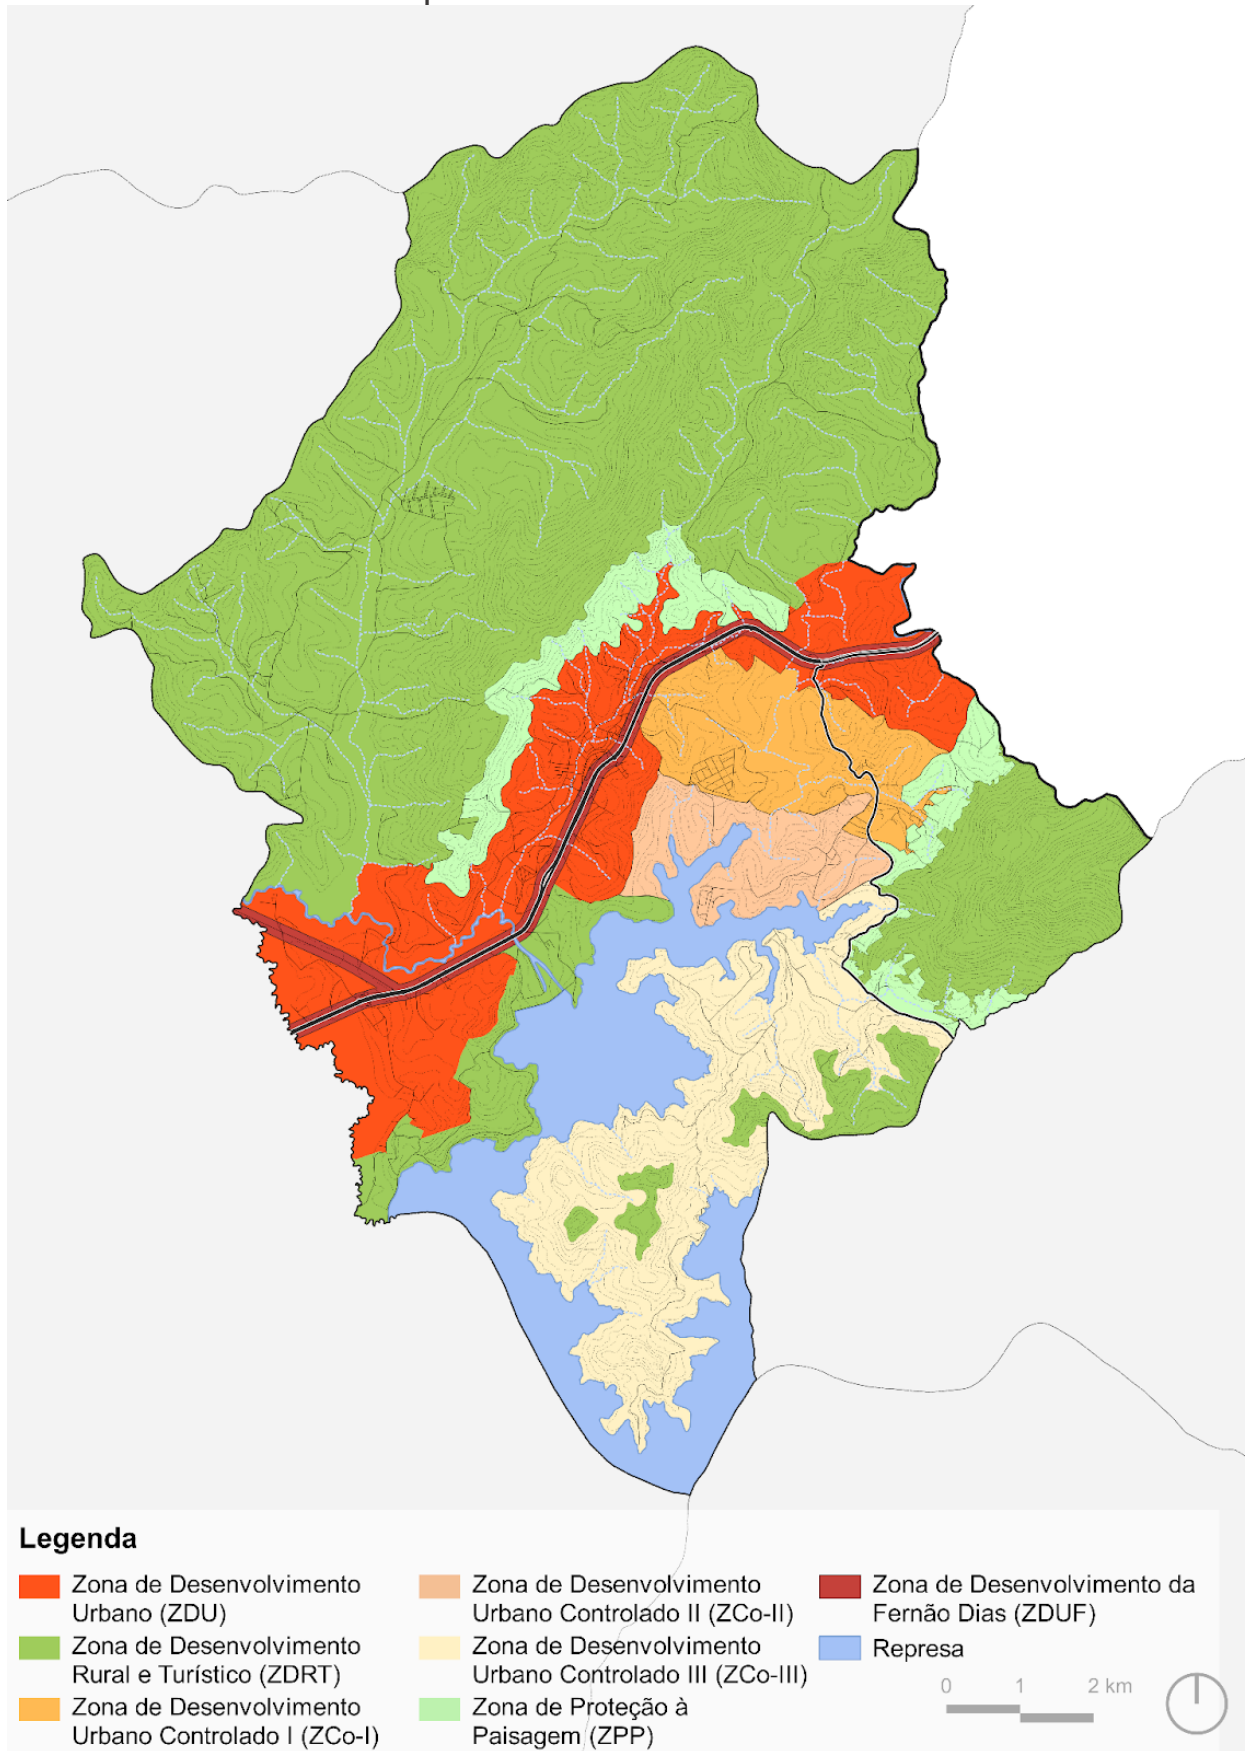 Legenda
Zona de Desenvolvimento
Urbano (ZDU)
Zona de Desenvolvimento
Rural e Turístico (ZDRT)
Zona de Desenvolvimento
Urbano Controlado I (ZCo-I)
Zona de Desenvolvimento
Urbano Controlado II (ZCo-II)
Zona de Desenvolvimento
Urbano Controlado III (ZCo-III)
Zona de Proteção à
Paisagem (ZPP)
Zona de Desenvolvimento da
Fernão Dias (ZDUF)
Represa
0 1 2 km